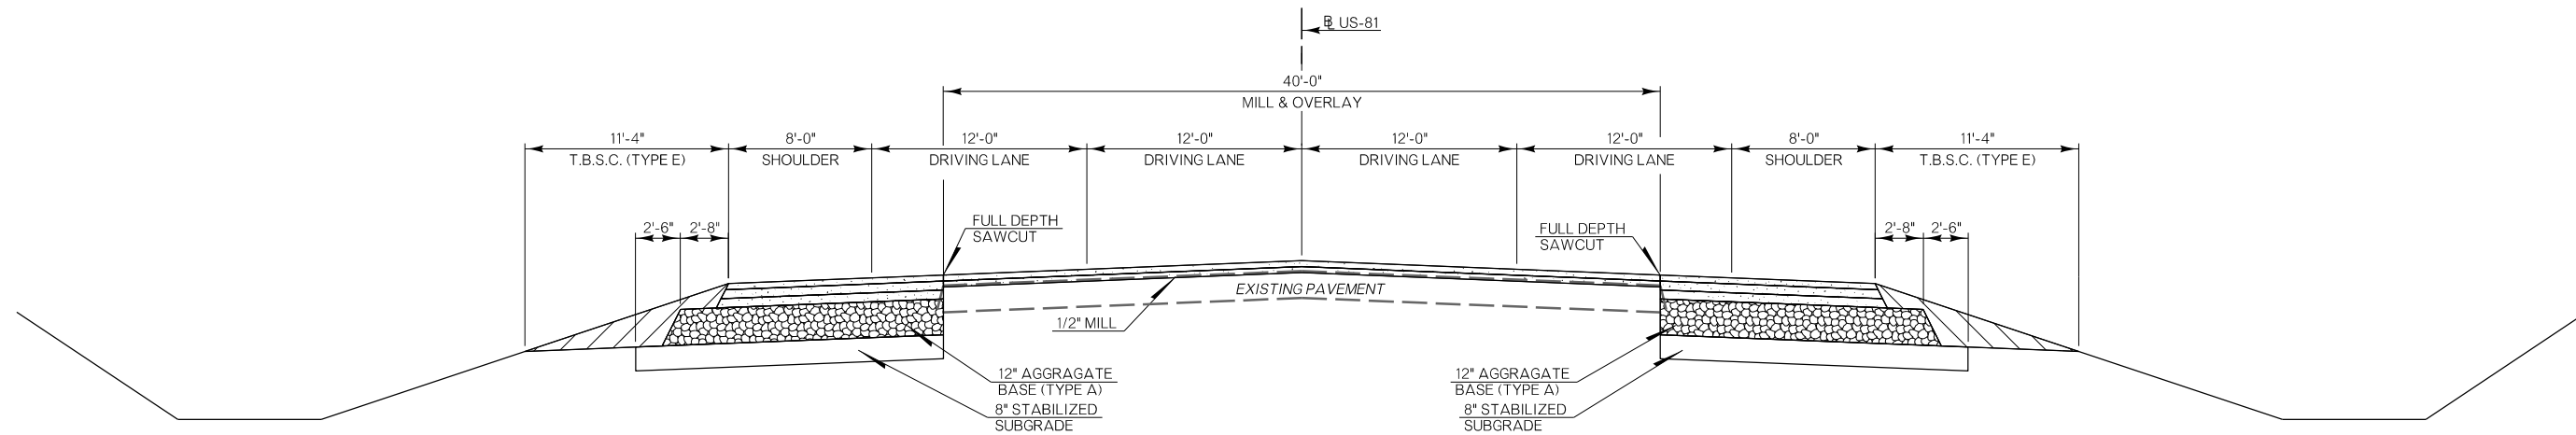 ℄ US-81
40'-0"
MILL & OVERLAY
11'-4" 8'-0" 12'-0" 12'-0" 12'-0" 12'-0" 8'-0" 11'-4"
T.B.S.C. (TYPE E) SHOULDER DRIVING LANE DRIVING LANE DRIVING LANE DRIVING LANE SHOULDER T.B.S.C. (TYPE E)
2'-6" 2'-8" 2'-8" 2'-6"
FULL DEPTH
SAWCUT
FULL DEPTH
SAWCUT
EXISTING PAVEMENT
1/2" MILL
12" AGGRAGATE
BASE (TYPE A)
8" STABILIZED
SUBGRADE
12" AGGRAGATE
BASE (TYPE A)
8" STABILIZED
SUBGRADE